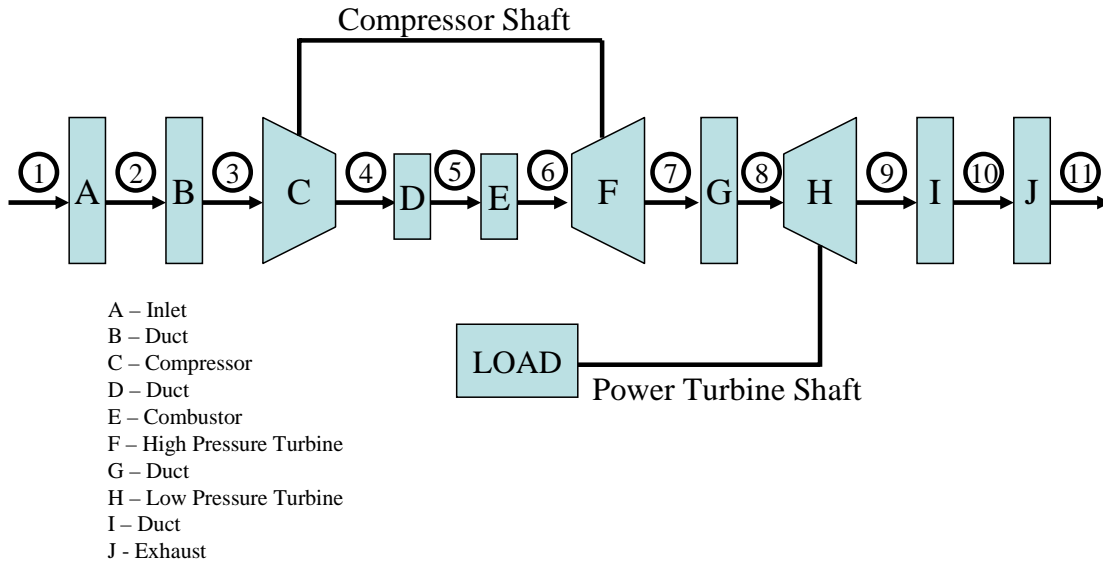 Compressor Shaft
1 2 3 4 5 6 7 8 9 10 11
A B C D E F G H I J
LOAD
Power Turbine Shaft
A – Inlet
B – Duct
C – Compressor
D – Duct
E – Combustor
F – High Pressure Turbine
G – Duct
H – Low Pressure Turbine
I – Duct
J - Exhaust